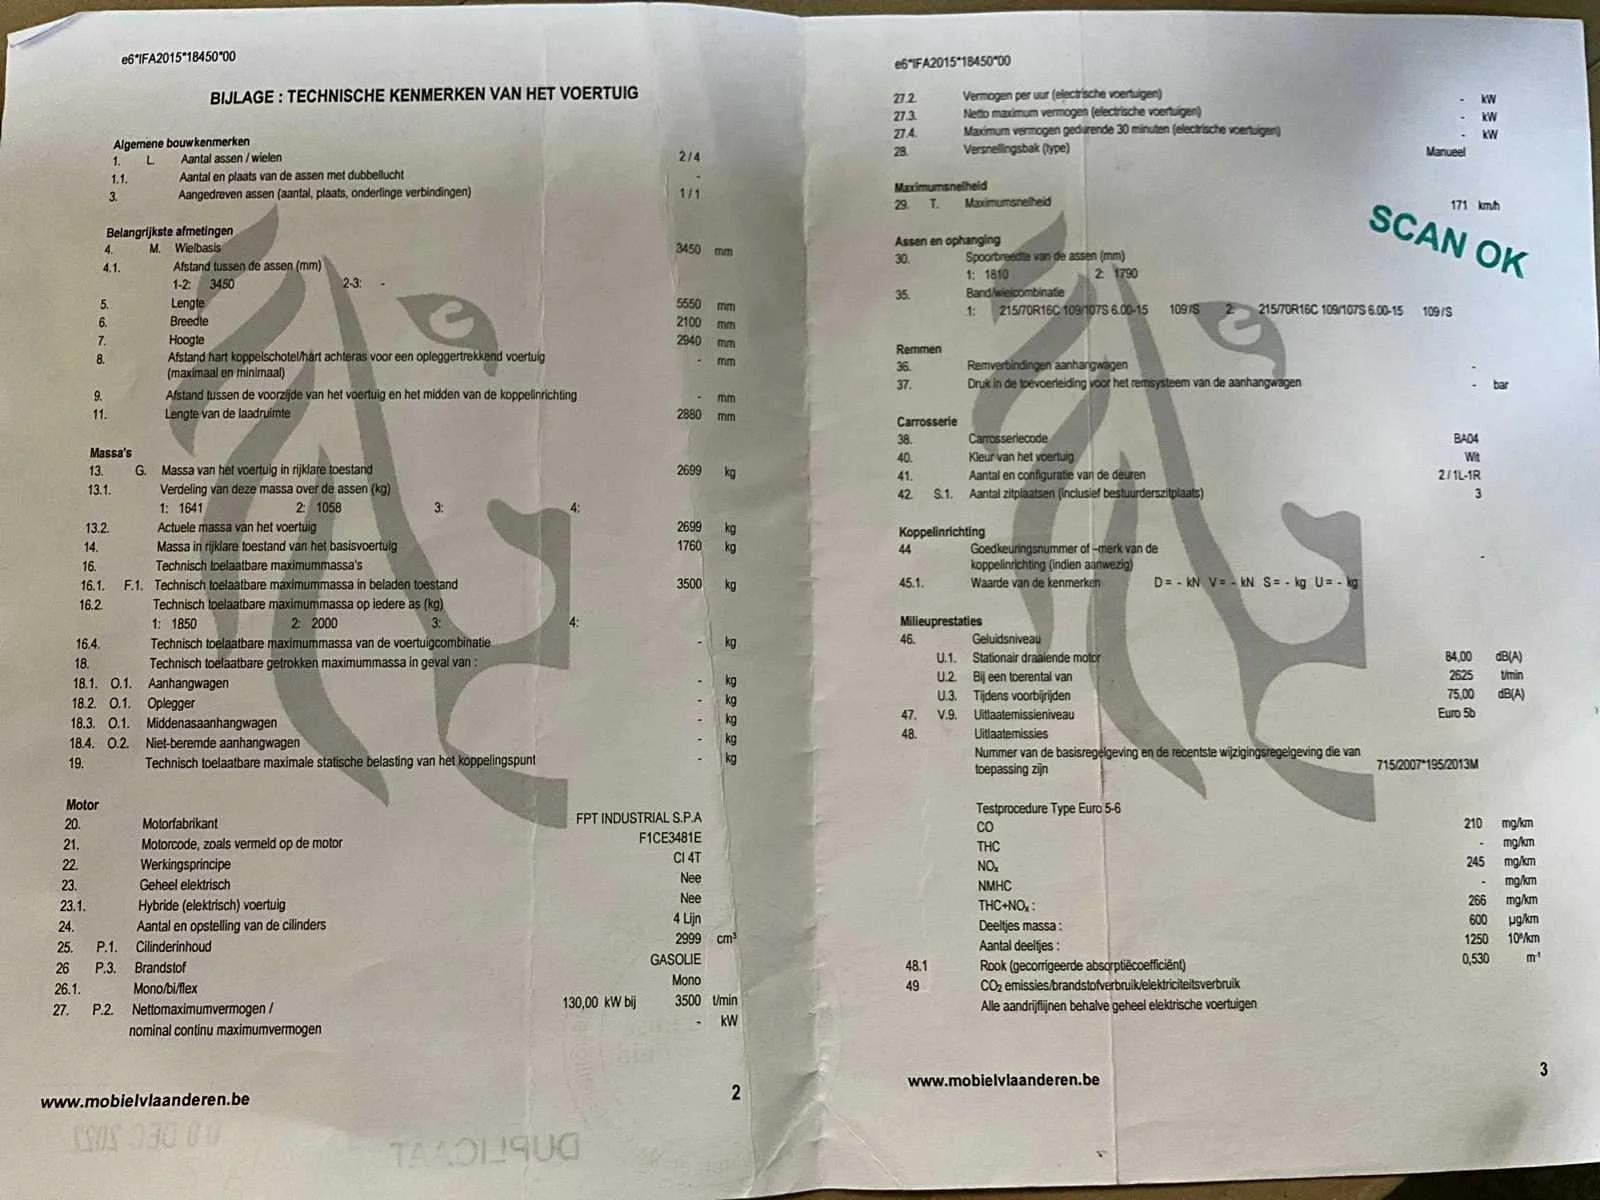 e6*IFA2015*18450*00
BIJLAGE : TECHNISCHE KENMERKEN VAN HET VOERTUIG
Algemene bouwkenmerken
1. L. Aantal assen / wielen 2 / 4
1.1. Aantal en plaats van de assen met dubbellucht -
3. Aangedreven assen (aantal, plaats, onderlinge verbindingen) 1 / 1
Belangrijkste afmetingen
4. M. Wielbasis 3450 mm
4.1. Afstand tussen de assen (mm)
1-2: 3450 2-3: -
5. Lengte 5550 mm
6. Breedte 2100 mm
7. Hoogte 2940 mm
8. Afstand hart koppelschotel/hart achteras voor een opleggertrekkend voertuig - mm
(maximaal en minimaal)
9. Afstand tussen de voorzijde van het voertuig en het midden van de koppelinrichting - mm
11. Lengte van de laadruimte 2880 mm
Massa's
13. G. Massa van het voertuig in rijklare toestand 2699 kg
13.1. Verdeling van deze massa over de assen (kg)
1: 1641 2: 1058 3: 4:
13.2. Actuele massa van het voertuig 2699 kg
14. Massa in rijklare toestand van het basisvoertuig 1760 kg
16. Technisch toelaatbare maximummassa's
16.1. F.1. Technisch toelaatbare maximummassa in beladen toestand 3500 kg
16.2. Technisch toelaatbare maximummassa op iedere as (kg)
1: 1850 2: 2000 3: 4:
16.4. Technisch toelaatbare maximummassa van de voertuigcombinatie - kg
18. Technisch toelaatbare getrokken maximummassa in geval van :
18.1. O.1. Aanhangwagen - kg
18.2. O.1. Oplegger - kg
18.3. O.1. Middenasaanhangwagen - kg
18.4. O.2. Niet-beremde aanhangwagen - kg
19. Technisch toelaatbare maximale statische belasting van het koppelingspunt - kg
Motor
20. Motorfabrikant FPT INDUSTRIAL S.P.A
21. Motorcode, zoals vermeld op de motor F1CE3481E
22. Werkingsprincipe CI 4T
23. Geheel elektrisch Nee
23.1. Hybride (elektrisch) voertuig Nee
24. Aantal en opstelling van de cilinders 4 Lijn
25. P.1. Cilinderinhoud 2999 cm³
26 P.3. Brandstof GASOLIE
26.1. Mono/bi/flex Mono
27. P.2. Nettomaximumvermogen / 130,00 kW bij 3500 t/min
nominal continu maximumvermogen - kW
www.mobielvlaanderen.be 2
DUPLICAAT
e6*IFA2015*18450*00
27.2. Vermogen per uur (electrische voertuigen) - kW
27.3. Netto maximum vermogen (electrische voertuigen) - kW
27.4. Maximum vermogen gedurende 30 minuten (electrische voertuigen) - kW
28. Versnellingsbak (type) Manueel
Maximumsnelheid
29. T. Maximumsnelheid 171 km/h
SCAN OK
Assen en ophanging
30. Spoorbreedte van de assen (mm)
1: 1810 2: 1790
35. Band/wielcombinatie
1: 215/70R16C 109/107S 6.00-15 109 /S 2: 215/70R16C 109/107S 6.00-15 109 /S
Remmen
36. Remverbindingen aanhangwagen -
37. Druk in de toevoerleiding voor het remsysteem van de aanhangwagen - bar
Carrosserie
38. Carrosseriecode BA04
40. Kleur van het voertuig Wit
41. Aantal en configuratie van de deuren 2 / 1L-1R
42. S.1. Aantal zitplaatsen (inclusief bestuurderszitplaats) 3
Koppelinrichting
44 Goedkeuringsnummer of –merk van de
koppelinrichting (indien aanwezig) -
45.1. Waarde van de kenmerken D = - kN V = - kN S = - kg U = - kg
Milieuprestaties
46. Geluidsniveau
U.1. Stationair draaiende motor 84,00 dB(A)
U.2. Bij een toerental van 2625 t/min
U.3. Tijdens voorbijrijden 75,00 dB(A)
47. V.9. Uitlaatemissieniveau Euro 5b
48. Uitlaatemissies
Nummer van de basisregelgeving en de recentste wijzigingsregelgeving die van
toepassing zijn 715/2007*195/2013M
Testprocedure Type Euro 5-6
CO 210 mg/km
THC - mg/km
NOx 245 mg/km
NMHC - mg/km
THC+NOx : 266 mg/km
Deeltjes massa : 600 µg/km
Aantal deeltjes : 1250 10⁸/km
48.1 Rook (gecorrigeerde absorptiëcoefficiënt) 0,530 m⁻¹
49 CO₂ emissies/brandstofverbruik/elektriciteitsverbruik
Alle aandrijflijnen behalve geheel elektrische voertuigen
www.mobielvlaanderen.be 3